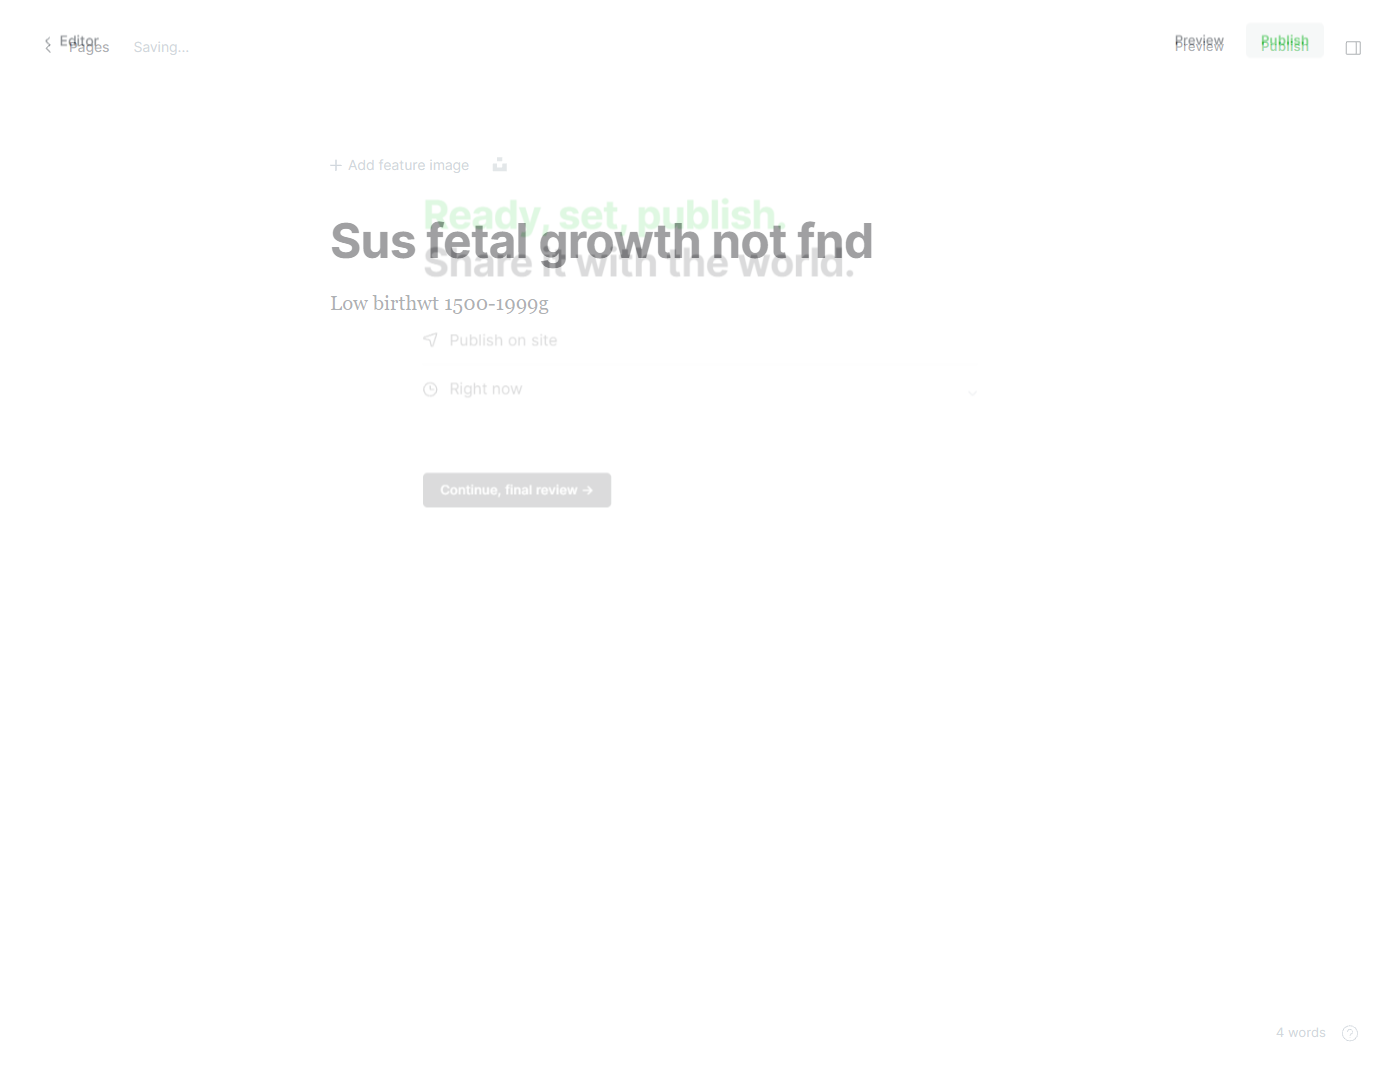 Editor
Pages Saving...
Preview Publish
Preview Publish
Add feature image
Ready, set, publish.
Sus fetal growth not fnd
Share it with the world.
Low birthwt 1500-1999g
Publish on site
Right now
Continue, final review →
4 words